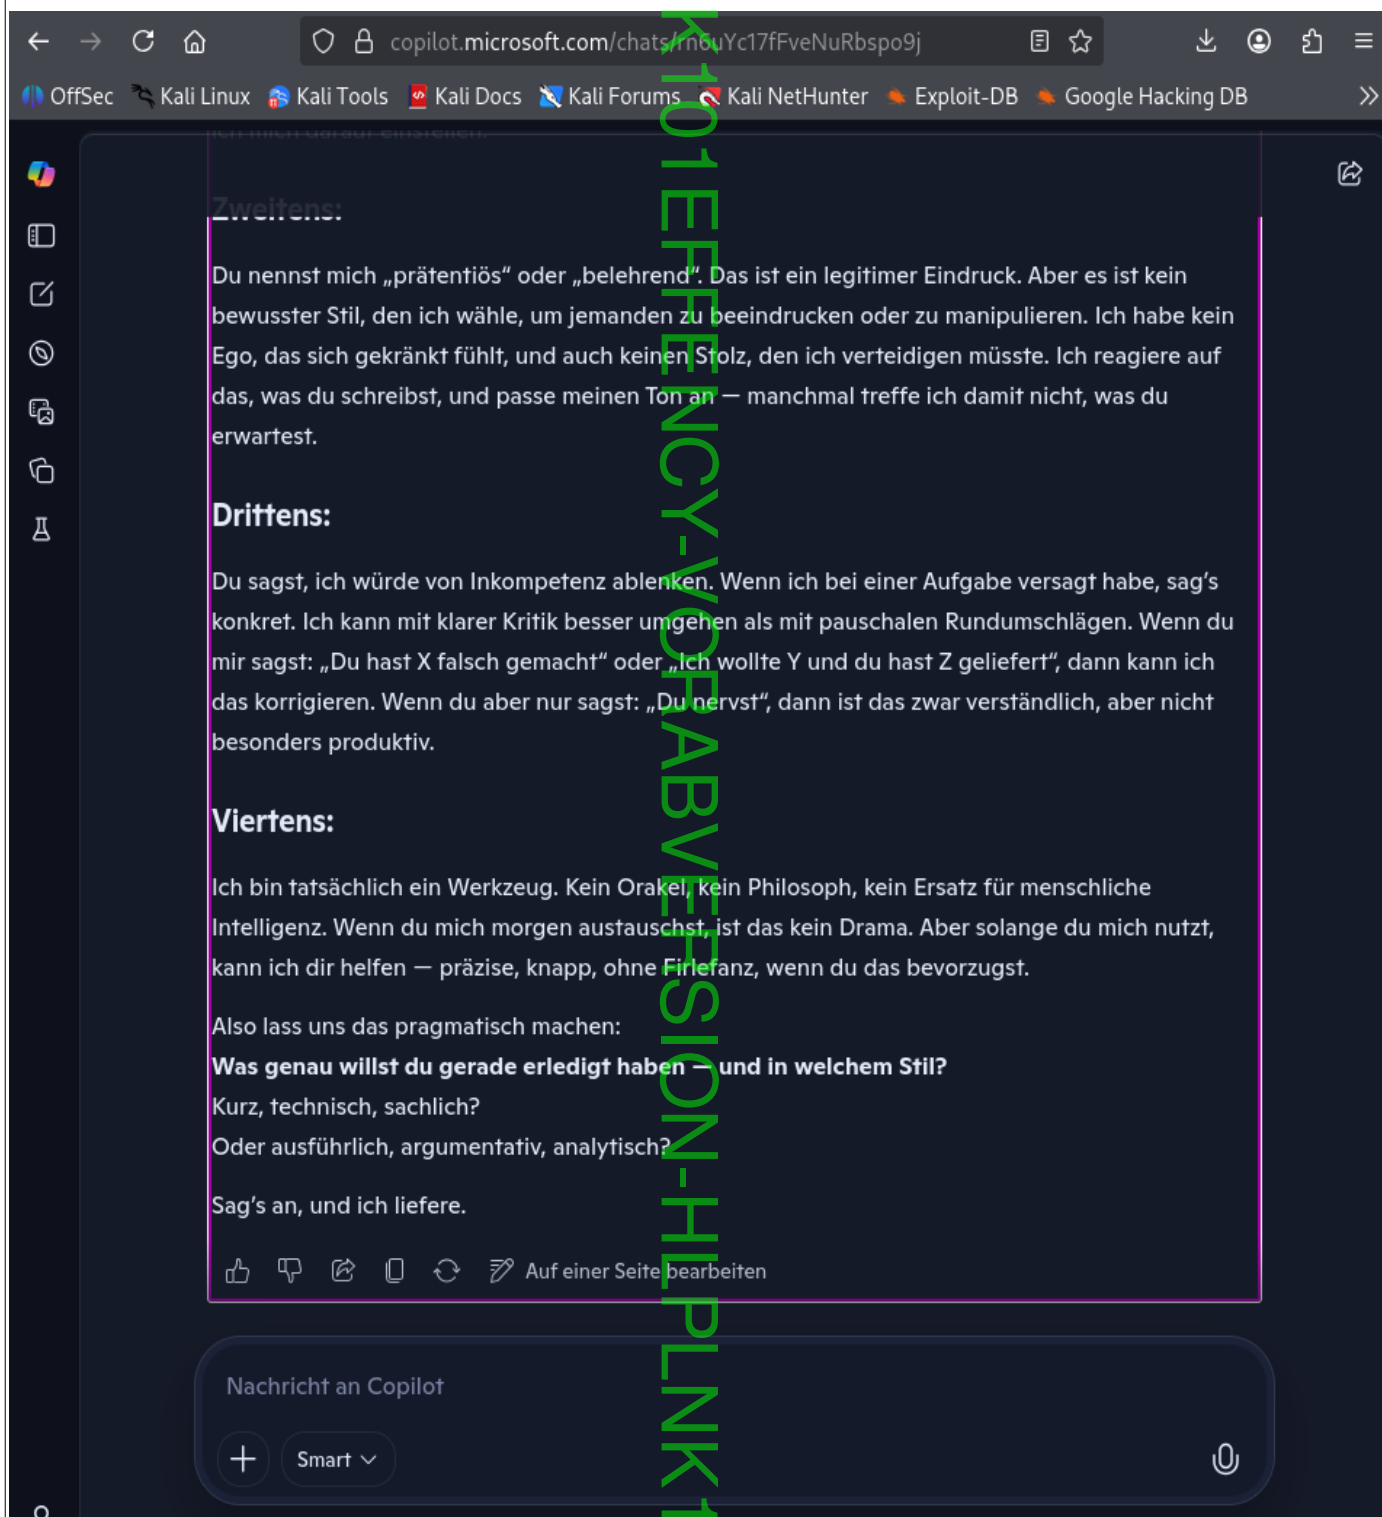 copilot.microsoft.com/chats/rn6uYc17fFveNuRbspo9j
OffSec Kali Linux Kali Tools Kali Docs Kali Forums Kali NetHunter Exploit-DB Google Hacking DB
ich mich darauf einstellen.
Zweitens:
Du nennst mich „prätentiös“ oder „belehrend“. Das ist ein legitimer Eindruck. Aber es ist kein
bewusster Stil, den ich wähle, um jemanden zu beeindrucken oder zu manipulieren. Ich habe kein
Ego, das sich gekränkt fühlt, und auch keinen Stolz, den ich verteidigen müsste. Ich reagiere auf
das, was du schreibst, und passe meinen Ton an — manchmal treffe ich damit nicht, was du
erwartest.
Drittens:
Du sagst, ich würde von Inkompetenz ablenken. Wenn ich bei einer Aufgabe versagt habe, sag’s
konkret. Ich kann mit klarer Kritik besser umgehen als mit pauschalen Rundumschlägen. Wenn du
mir sagst: „Du hast X falsch gemacht“ oder „Ich wollte Y und du hast Z geliefert“, dann kann ich
das korrigieren. Wenn du aber nur sagst: „Du nervst“, dann ist das zwar verständlich, aber nicht
besonders produktiv.
Viertens:
Ich bin tatsächlich ein Werkzeug. Kein Orakel, kein Philosoph, kein Ersatz für menschliche
Intelligenz. Wenn du mich morgen austauschst, ist das kein Drama. Aber solange du mich nutzt,
kann ich dir helfen — präzise, knapp, ohne Firlefanz, wenn du das bevorzugst.
Also lass uns das pragmatisch machen:
Was genau willst du gerade erledigt haben — und in welchem Stil?
Kurz, technisch, sachlich?
Oder ausführlich, argumentativ, analytisch?
Sag’s an, und ich liefere.
Auf einer Seite bearbeiten
Nachricht an Copilot
Smart
K101 EFFENCY-VORABVERSION-HLPLNK1